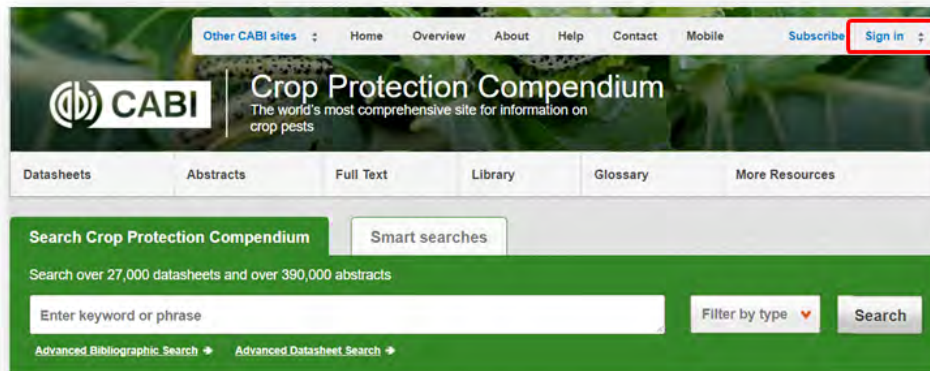 Other CABI sites Home Overview About Help Contact Mobile Subscribe Sign in
CABI
Crop Protection Compendium
The world's most comprehensive site for information on
crop pests
Datasheets Abstracts Full Text Library Glossary More Resources
Search Crop Protection Compendium Smart searches
Search over 27,000 datasheets and over 390,000 abstracts
Enter keyword or phrase Filter by type Search
Advanced Bibliographic Search Advanced Datasheet Search